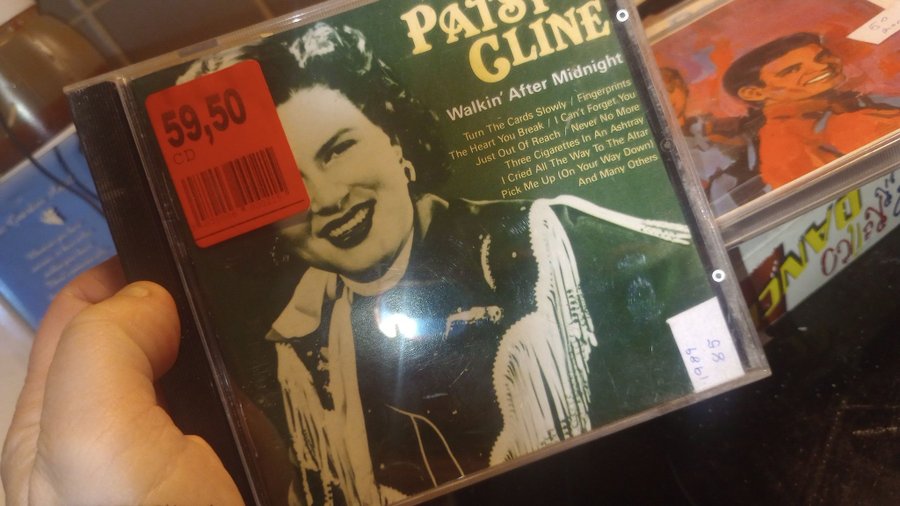 PATSY
CLINE
Walkin' After Midnight
Turn The Cards Slowly / Fingerprints
The Heart You Break / I Can't Forget You
Just Out Of Reach / Never No More
Three Cigarettes In An Ashtray
I Cried All The Way To The Altar
Pick Me Up (On Your Way Down)
And Many Others
59,50
CD
1989
85